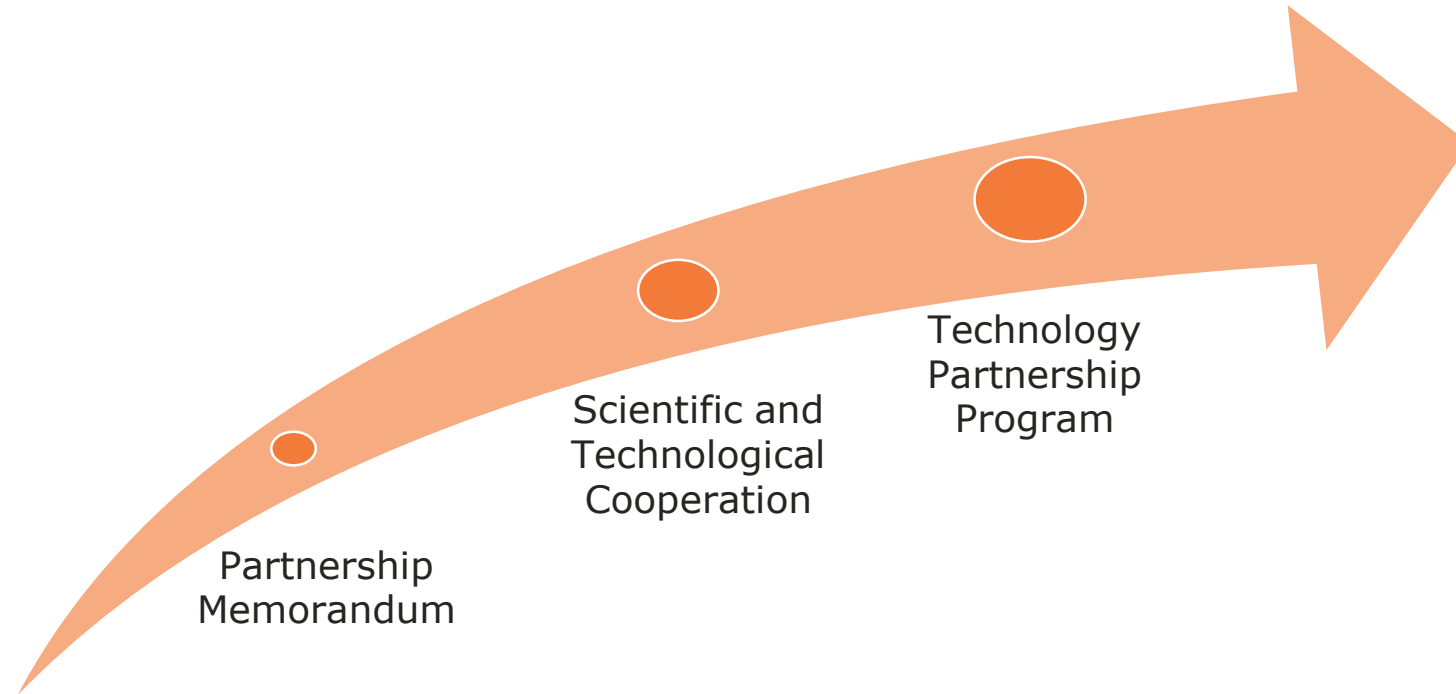 Partnership
Memorandum
Scientific and
Technological
Cooperation
Technology
Partnership
Program